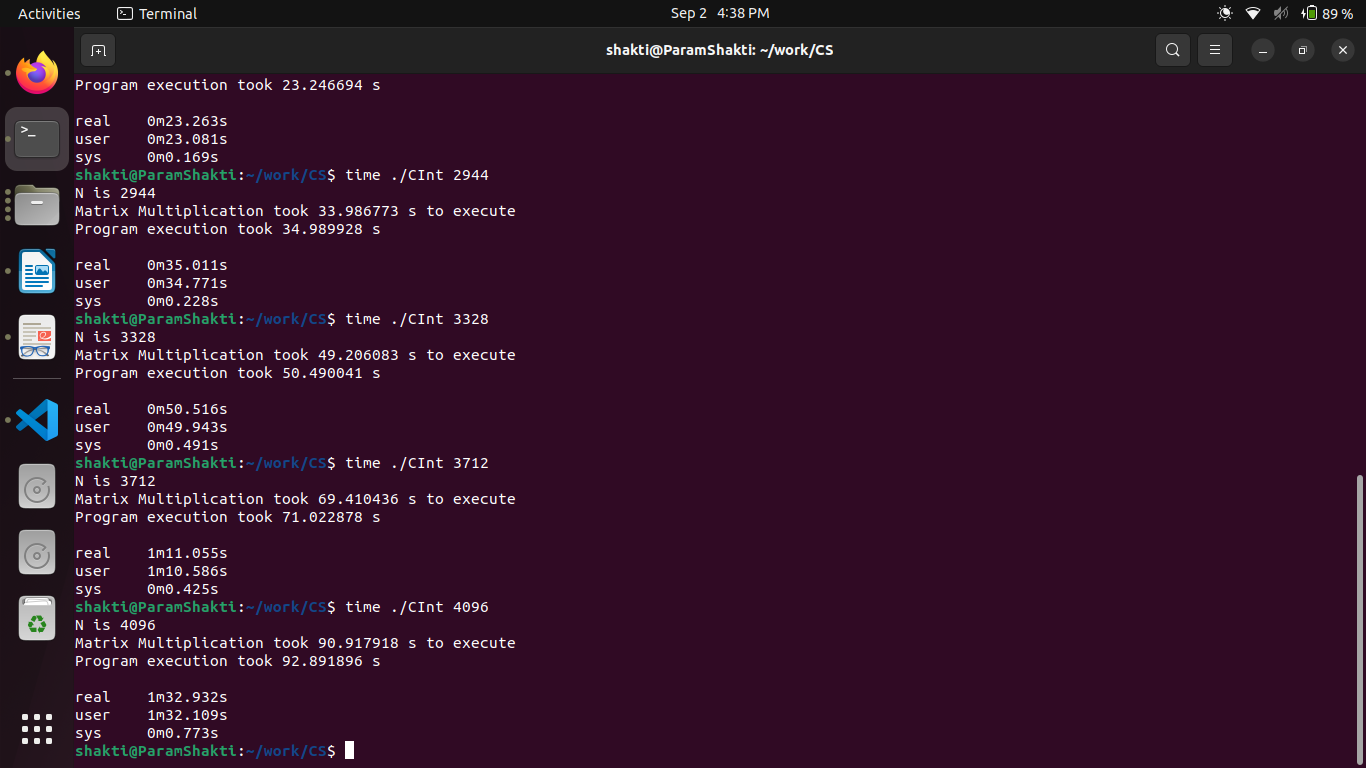 Activities Terminal Sep 2 4:38 PM 89 %
shakti@ParamShakti: ~/work/CS
Program execution took 23.246694 s
real 0m23.263s
user 0m23.081s
sys 0m0.169s
shakti@ParamShakti:~/work/CS$ time ./CInt 2944
N is 2944
Matrix Multiplication took 33.986773 s to execute
Program execution took 34.989928 s
real 0m35.011s
user 0m34.771s
sys 0m0.228s
shakti@ParamShakti:~/work/CS$ time ./CInt 3328
N is 3328
Matrix Multiplication took 49.206083 s to execute
Program execution took 50.490041 s
real 0m50.516s
user 0m49.943s
sys 0m0.491s
shakti@ParamShakti:~/work/CS$ time ./CInt 3712
N is 3712
Matrix Multiplication took 69.410436 s to execute
Program execution took 71.022878 s
real 1m11.055s
user 1m10.586s
sys 0m0.425s
shakti@ParamShakti:~/work/CS$ time ./CInt 4096
N is 4096
Matrix Multiplication took 90.917918 s to execute
Program execution took 92.891896 s
real 1m32.932s
user 1m32.109s
sys 0m0.773s
shakti@ParamShakti:~/work/CS$